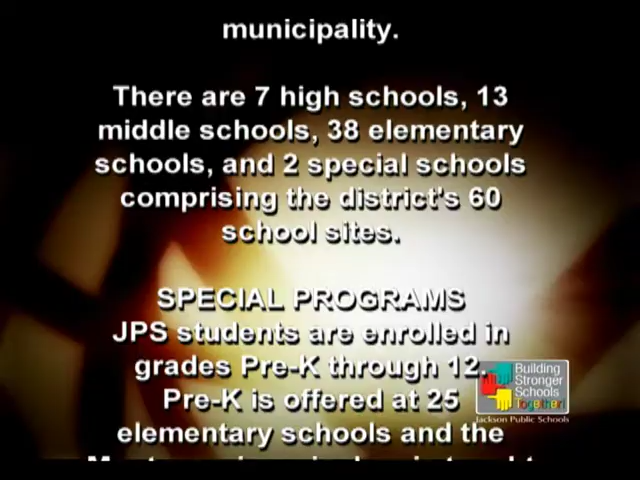 municipality.
There are 7 high schools, 13
middle schools, 38 elementary
schools, and 2 special schools
comprising the district's 60
school sites.
SPECIAL PROGRAMS
JPS students are enrolled in
grades Pre-K through 12.
Pre-K is offered at 25
elementary schools and the
Building
Stronger
Schools
Together!
Jackson Public Schools